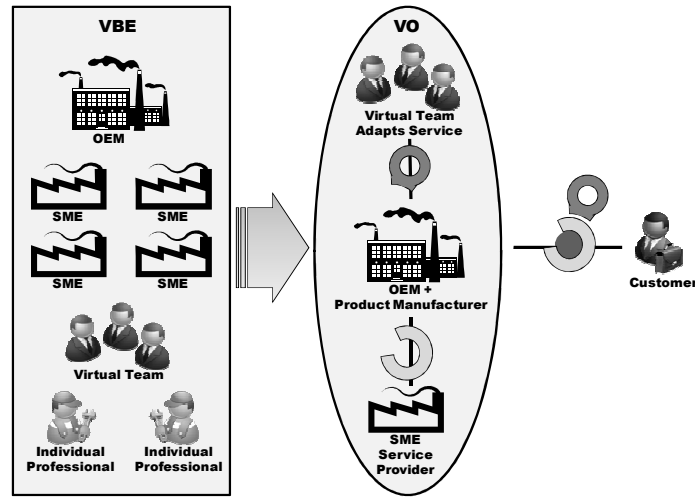 VBE
OEM
SME
SME
SME
SME
Virtual Team
Individual
Professional
Individual
Professional
VO
Virtual Team
Adapts Service
OEM +
Product Manufacturer
SME
Service
Provider
Customer